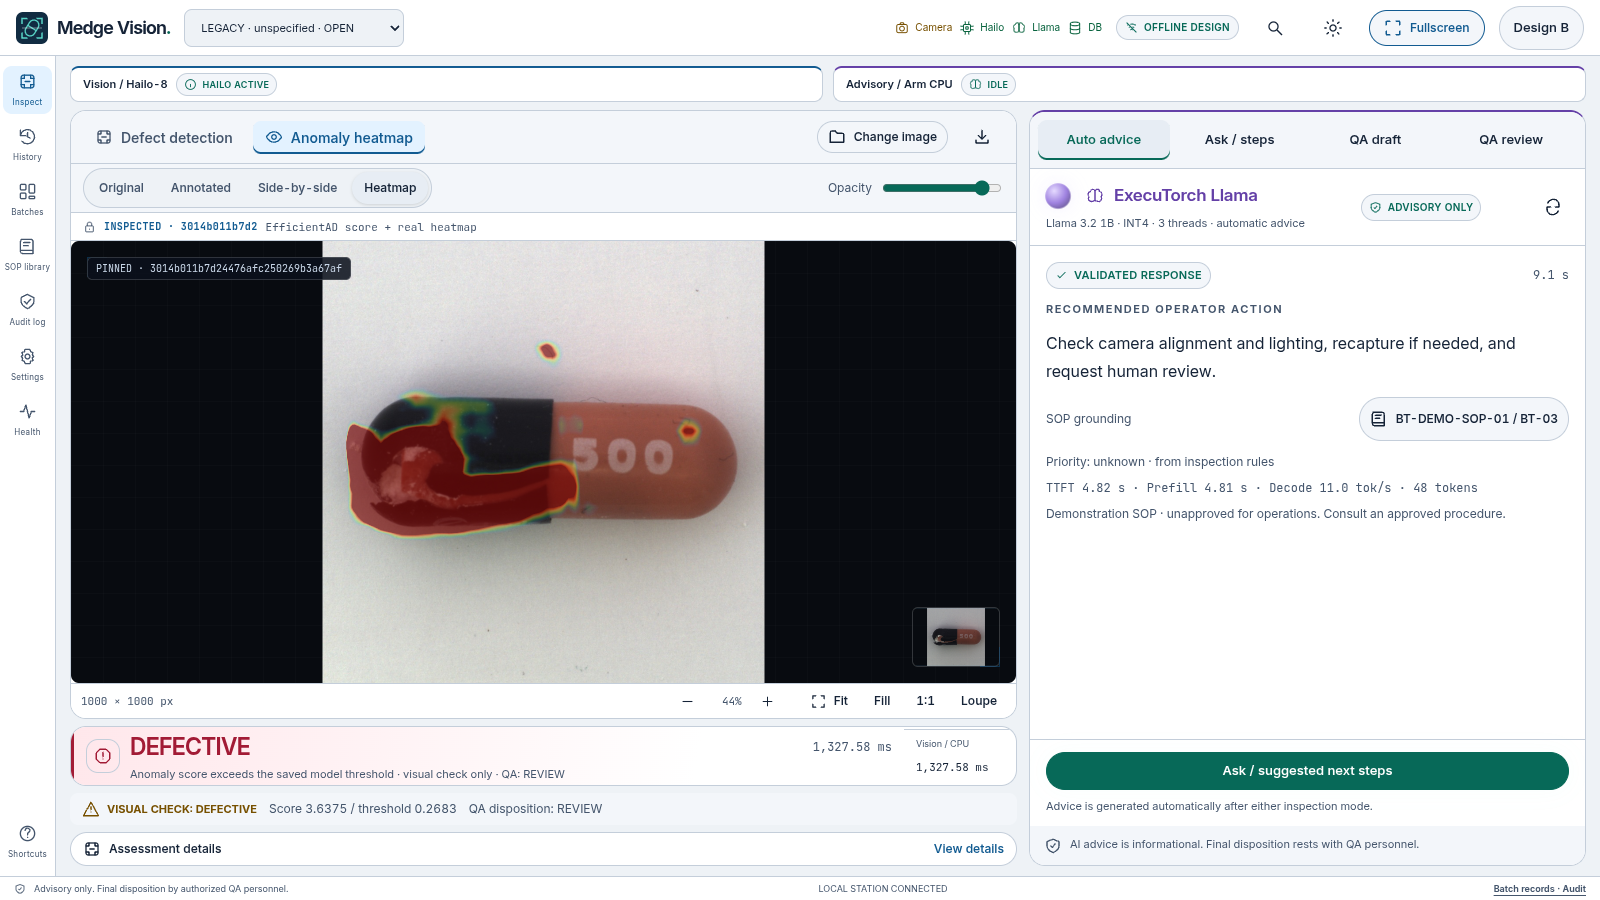 Medge Vision.
LEGACY · unspecified · OPEN
Camera
Hailo
Llama
DB
OFFLINE DESIGN
Fullscreen
Design B
Inspect
History
Batches
SOP library
Audit log
Settings
Health
Shortcuts
Vision / Hailo-8
HAILO ACTIVE
Advisory / Arm CPU
IDLE
Defect detection
Anomaly heatmap
Change image
Original
Annotated
Side-by-side
Heatmap
Opacity
INSPECTED · 3014b011b7d2 EfficientAD score + real heatmap
PINNED · 3014b011b7d24476afc250269b3a67af
500
1000 × 1000 px
44%
Fit
Fill
1:1
Loupe
DEFECTIVE
Anomaly score exceeds the saved model threshold · visual check only · QA: REVIEW
1,327.58 ms
Vision / CPU
1,327.58 ms
VISUAL CHECK: DEFECTIVE Score 3.6375 / threshold 0.2683 QA disposition: REVIEW
Assessment details
View details
Auto advice
Ask / steps
QA draft
QA review
ExecuTorch Llama
Llama 3.2 1B · INT4 · 3 threads · automatic advice
ADVISORY ONLY
VALIDATED RESPONSE
9.1 s
RECOMMENDED OPERATOR ACTION
Check camera alignment and lighting, recapture if needed, and
request human review.
SOP grounding
BT-DEMO-SOP-01 / BT-03
Priority: unknown · from inspection rules
TTFT 4.82 s · Prefill 4.81 s · Decode 11.0 tok/s · 48 tokens
Demonstration SOP · unapproved for operations. Consult an approved procedure.
Ask / suggested next steps
Advice is generated automatically after either inspection mode.
AI advice is informational. Final disposition rests with QA personnel.
Advisory only. Final disposition by authorized QA personnel.
LOCAL STATION CONNECTED
Batch records · Audit